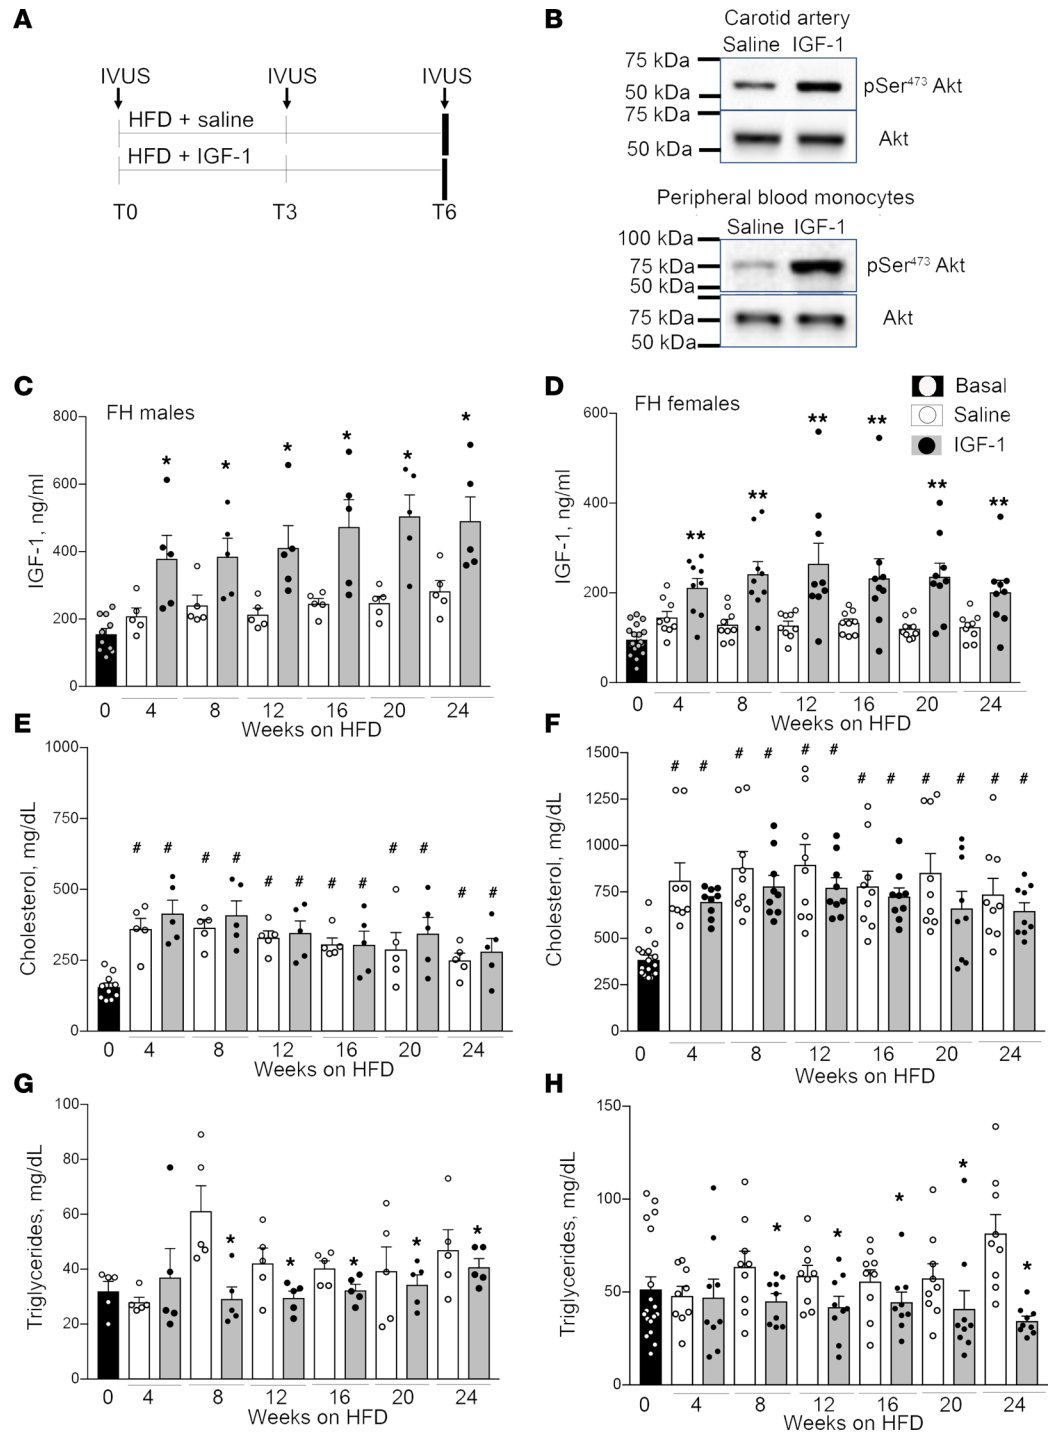 A
IVUS IVUS IVUS
HFD + saline
HFD + IGF-1
T0 T3 T6
B
Carotid artery
Saline IGF-1
75 kDa
50 kDa
pSer473 Akt
75 kDa
50 kDa
Akt
Peripheral blood monocytes
Saline IGF-1
100 kDa
75 kDa
50 kDa
pSer473 Akt
75 kDa
50 kDa
Akt
C
FH males
IGF-1, ng/ml
800
600
400
200
0
* * * * * *
0 4 8 12 16 20 24
Weeks on HFD
D
FH females
Basal
Saline
IGF-1
IGF-1, ng/ml
600
400
200
0
** ** ** ** ** **
0 4 8 12 16 20 24
Weeks on HFD
E
Cholesterol, mg/dL
1000
750
500
250
0
# # # # # # # # # # # #
0 4 8 12 16 20 24
Weeks on HFD
F
Cholesterol, mg/dL
1500
1250
1000
750
500
250
0
# # # # # # # # # # # #
0 4 8 12 16 20 24
Weeks on HFD
G
Triglycerides, mg/dL
100
80
60
40
20
0
* * * * *
0 4 8 12 16 20 24
Weeks on HFD
H
Triglycerides, mg/dL
150
100
50
0
* * * * *
0 4 8 12 16 20 24
Weeks on HFD